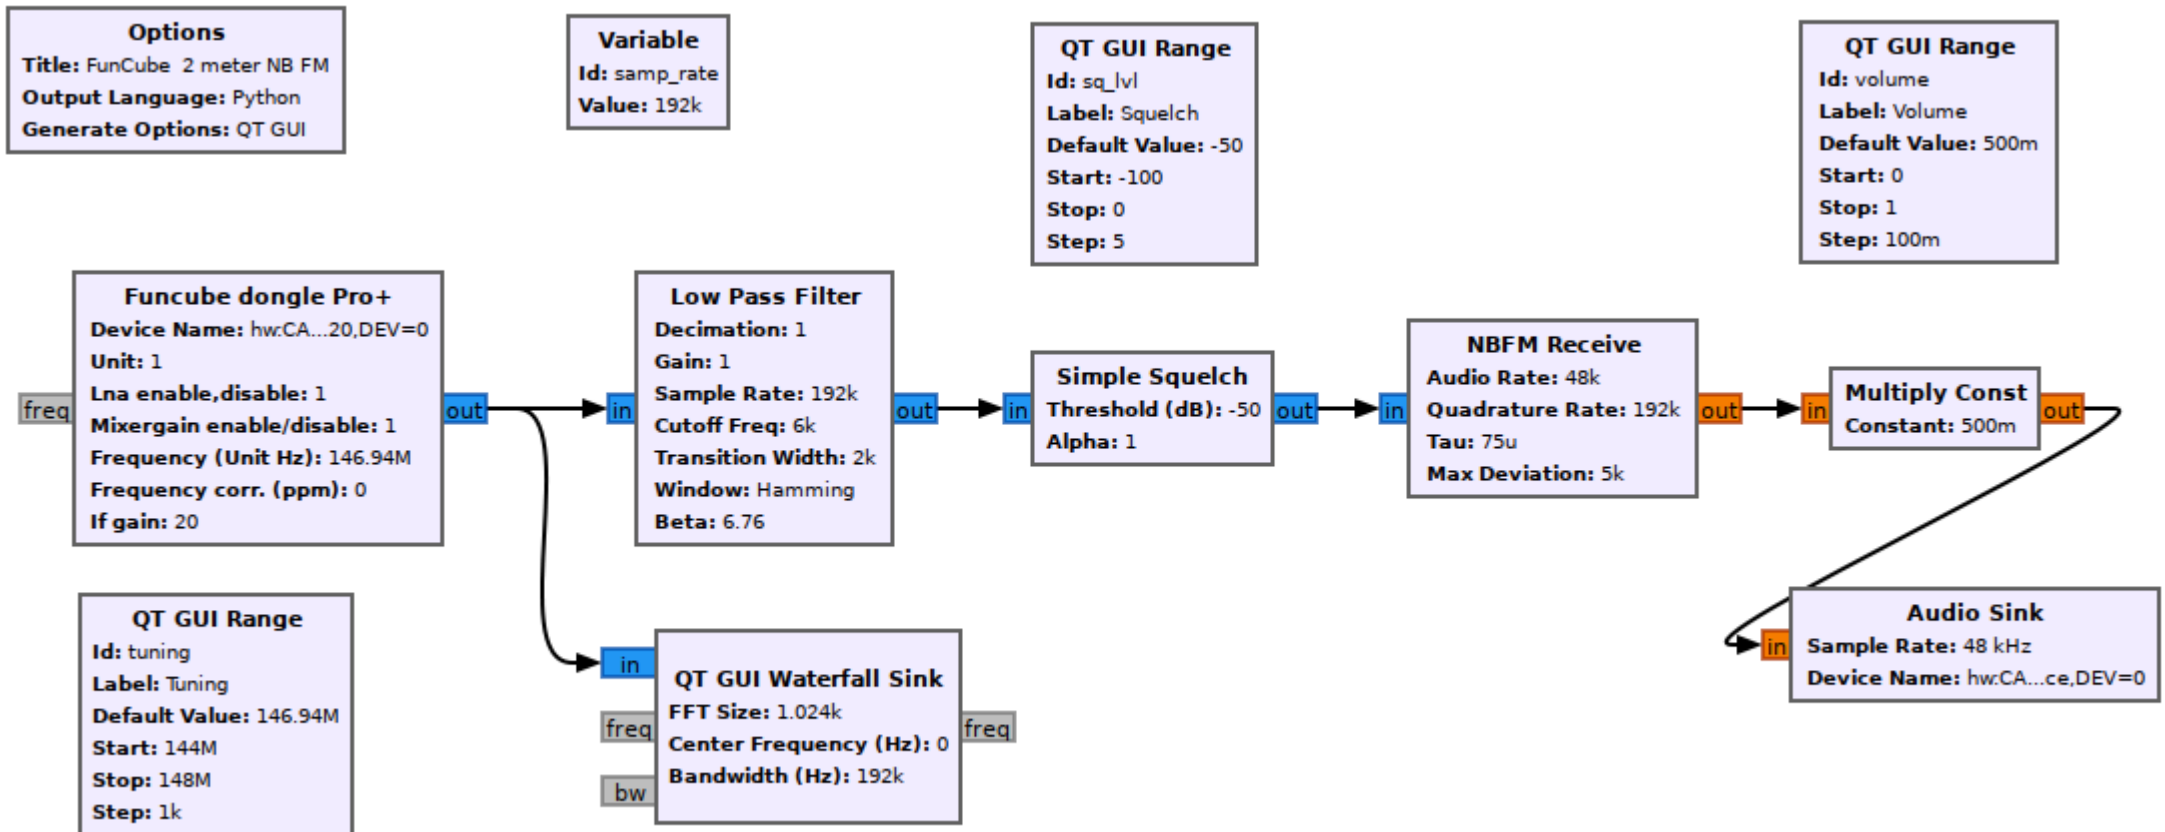 Options
Title: FunCube 2 meter NB FM
Output Language: Python
Generate Options: QT GUI
Variable
Id: samp_rate
Value: 192k
QT GUI Range
Id: sq_lvl
Label: Squelch
Default Value: -50
Start: -100
Stop: 0
Step: 5
QT GUI Range
Id: volume
Label: Volume
Default Value: 500m
Start: 0
Stop: 1
Step: 100m
Funcube dongle Pro+
Device Name: hw:CA...20,DEV=0
Unit: 1
Lna enable,disable: 1
Mixergain enable/disable: 1
Frequency (Unit Hz): 146.94M
Frequency corr. (ppm): 0
If gain: 20
freq
out
Low Pass Filter
Decimation: 1
Gain: 1
Sample Rate: 192k
Cutoff Freq: 6k
Transition Width: 2k
Window: Hamming
Beta: 6.76
in
out
Simple Squelch
Threshold (dB): -50
Alpha: 1
in
out
NBFM Receive
Audio Rate: 48k
Quadrature Rate: 192k
Tau: 75u
Max Deviation: 5k
in
out
Multiply Const
Constant: 500m
in
out
QT GUI Range
Id: tuning
Label: Tuning
Default Value: 146.94M
Start: 144M
Stop: 148M
Step: 1k
QT GUI Waterfall Sink
FFT Size: 1.024k
Center Frequency (Hz): 0
Bandwidth (Hz): 192k
in
freq
bw
freq
Audio Sink
Sample Rate: 48 kHz
Device Name: hw:CA...ce,DEV=0
in